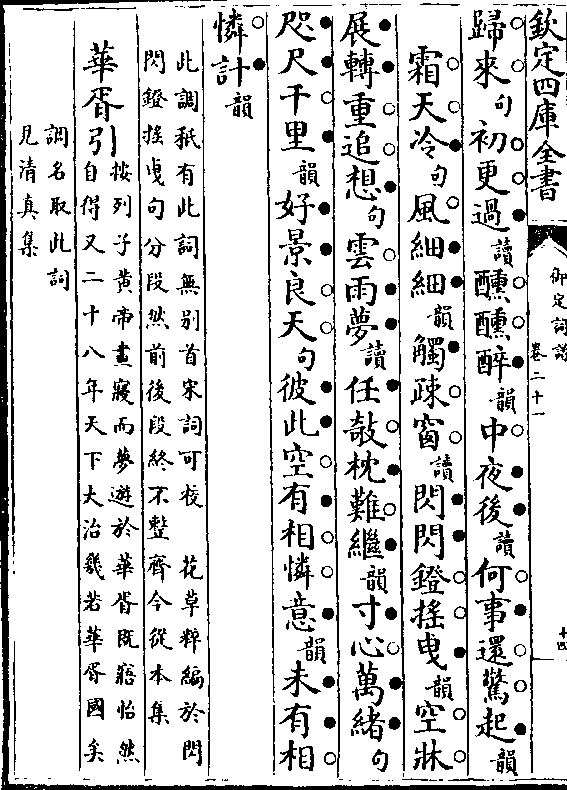 欽定四庫全書
御定詞譜
卷二十一
十四
歸來句初更過讀醺醺醉韻中夜後讀何事還驚起韻
霜天冷句風細細韻觸疎窗讀閃閃鐙搖曵韻空牀
展轉重追想句雲雨夢讀任攲枕難繼韻寸心萬緒句
咫尺千里韻好景良天句彼此空有相憐意韻未有相
憐計韻
此調秖有此詞無别首宋詞可校 花草粹編於閃
閃鐙搖曵句分段然前後段終不整齊今從本集
華胥引
按列子黄帝晝寢而夢遊於華胥既寤怡然
自得又二十八年天下大治幾若華胥國矣
調名取此詞
見清真集